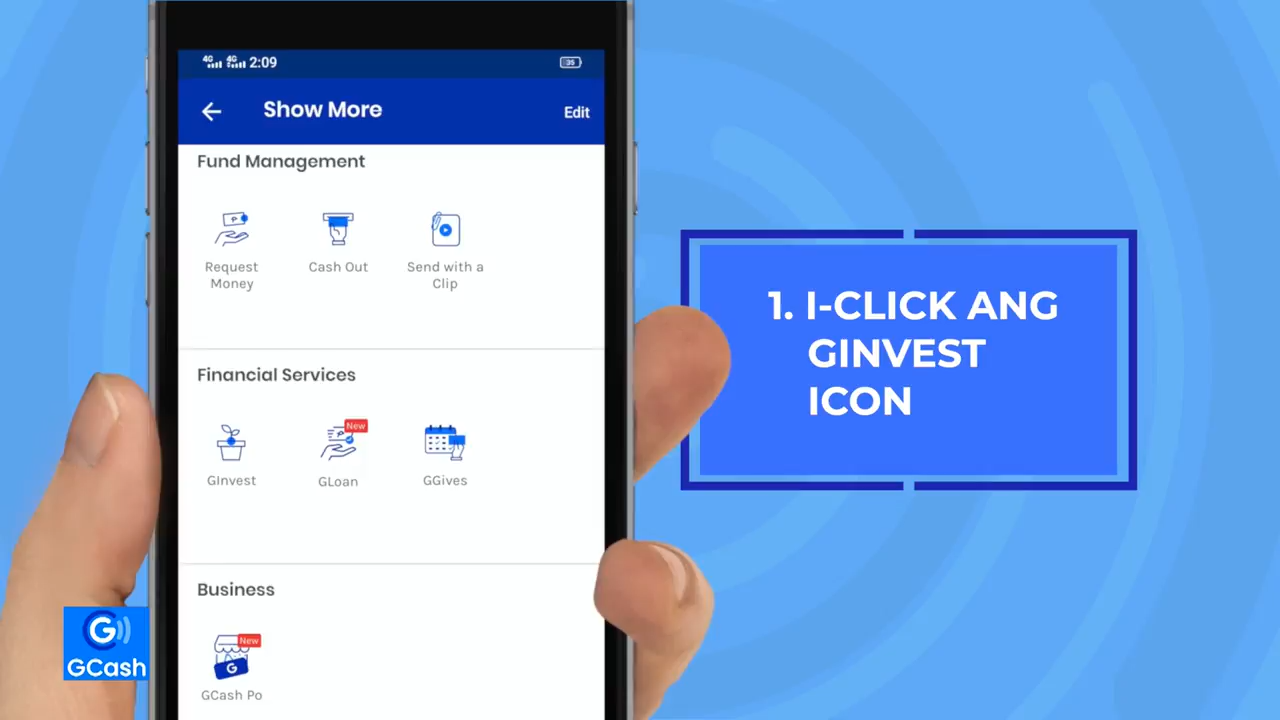 4G 4G 2:09 35
Show More
Edit
Fund Management
Request
Money
Cash Out
Send with a
Clip
Financial Services
GInvest
New
GLoan
GGives
Business
New
G
GCash Po
G
GCash
1. I-CLICK ANG
GINVEST
ICON